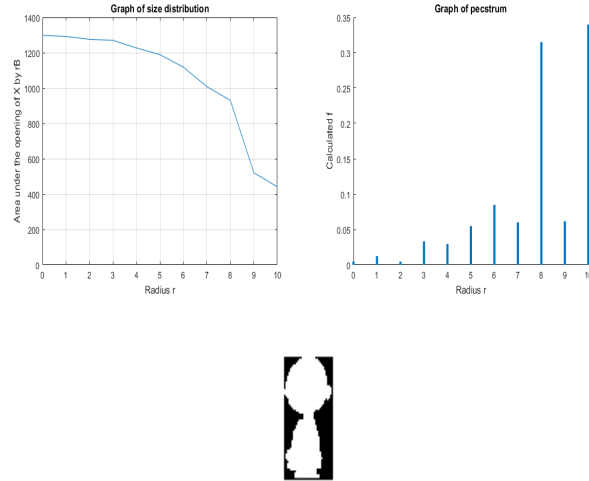 Graph of size distribution
Area under the opening of X by rB
1400
1200
1000
800
600
400
200
0
0 1 2 3 4 5 6 7 8 9 10
Radius r
Graph of pecstrum
Calculated f
0.35
0.3
0.25
0.2
0.15
0.1
0.05
0
0 1 2 3 4 5 6 7 8 9
Radius r